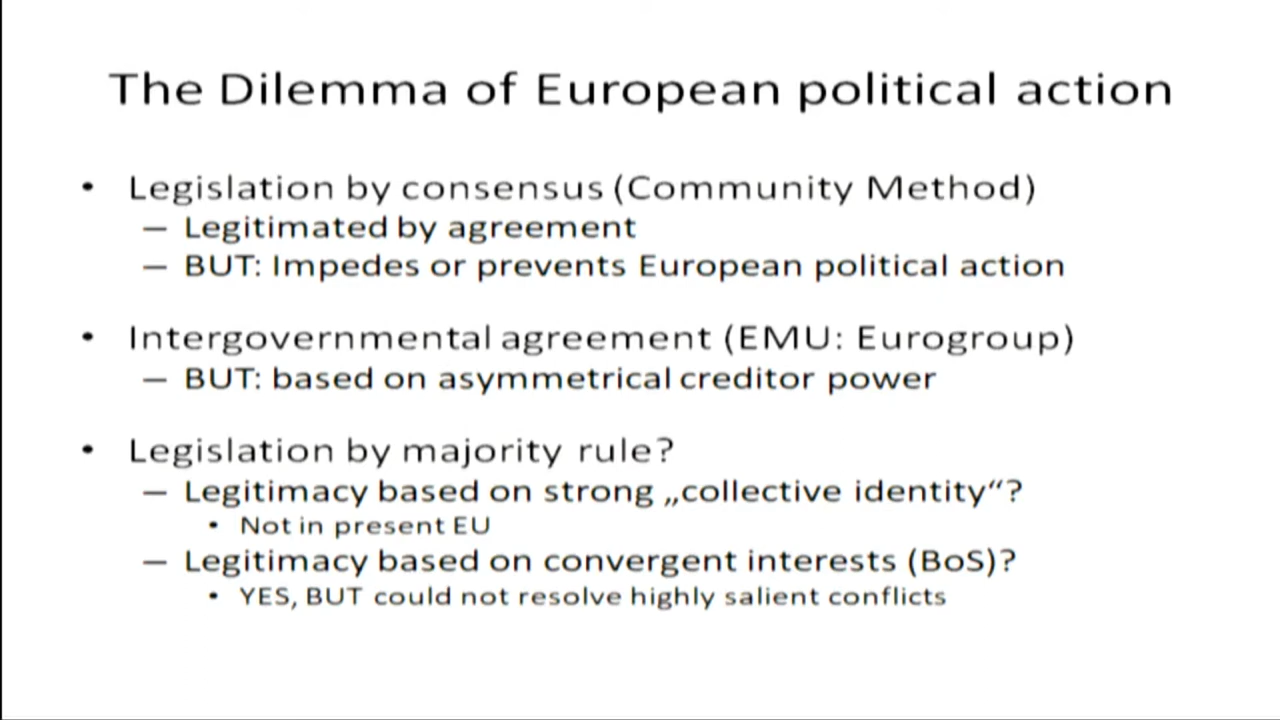 The Dilemma of European political action
• Legislation by consensus (Community Method)
– Legitimated by agreement
– BUT: Impedes or prevents European political action
• Intergovernmental agreement (EMU: Eurogroup)
– BUT: based on asymmetrical creditor power
• Legislation by majority rule?
– Legitimacy based on strong „collective identity“?
• Not in present EU
– Legitimacy based on convergent interests (BoS)?
• YES, BUT could not resolve highly salient conflicts